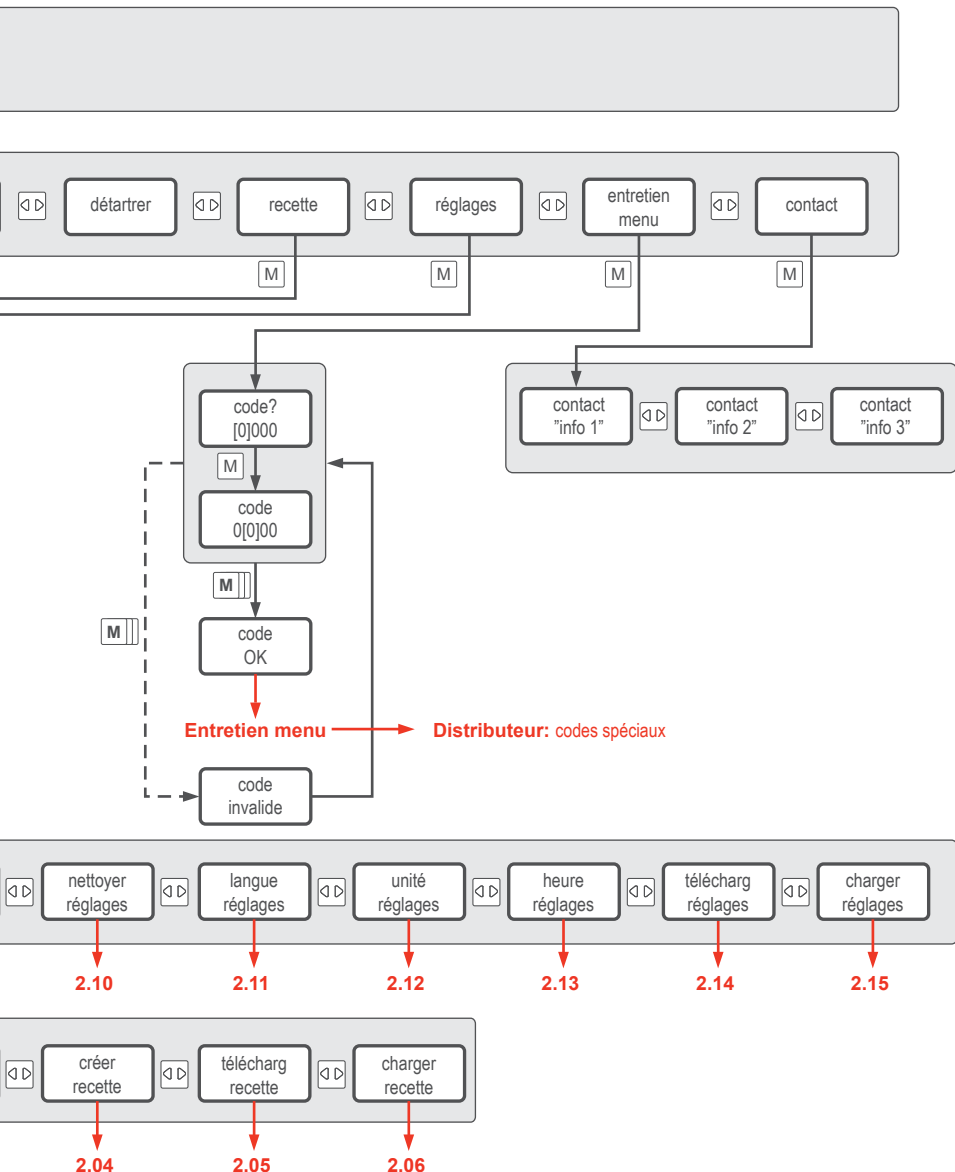 détartrer
recette
réglages
entretien
menu
contact
M
M
M
M
code?
[0]000
M
code
0[0]00
M
M
code
OK
contact
"info 1"
contact
"info 2"
contact
"info 3"
Entretien menu
Distributeur: codes spéciaux
code
invalide
nettoyer
réglages
langue
réglages
unité
réglages
heure
réglages
télécharg
réglages
charger
réglages
2.10
2.11
2.12
2.13
2.14
2.15
créer
recette
télécharg
recette
charger
recette
2.04
2.05
2.06